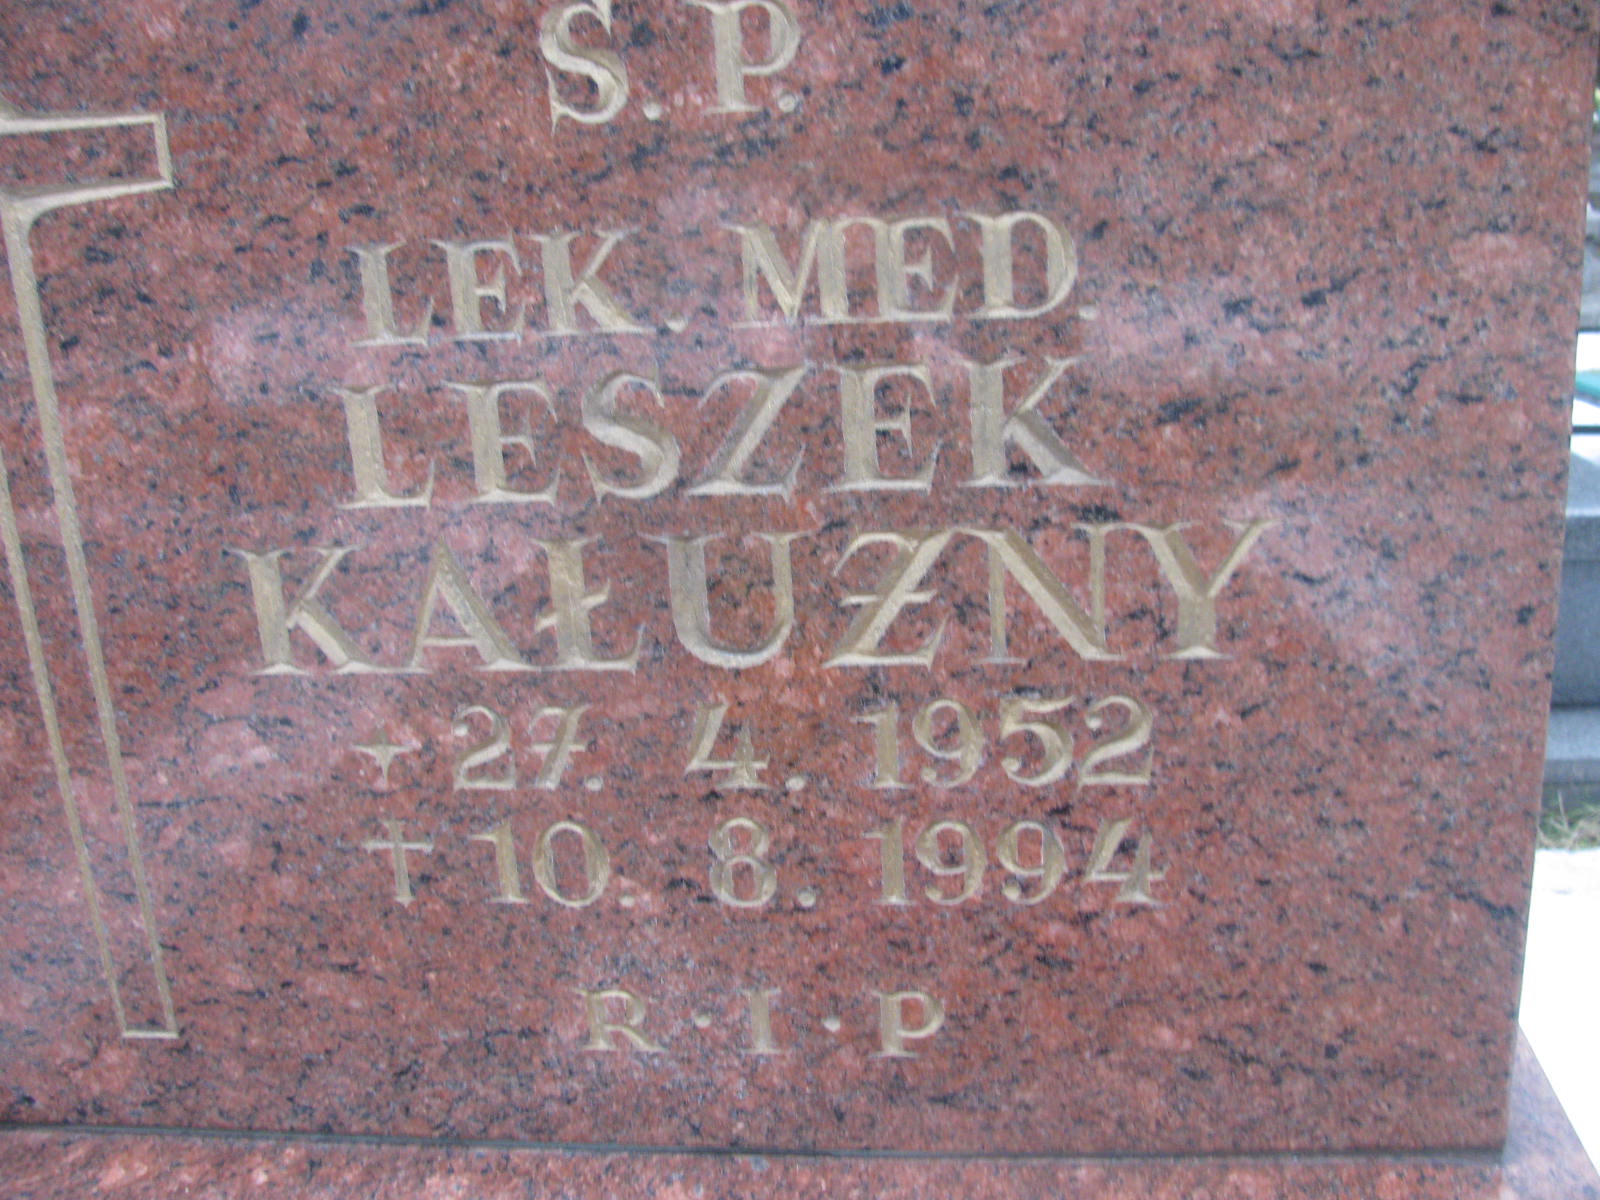 Ś. P.
LEK. MED.
LESZEK
KAŁUŻNY
27. 4. 1952
† 10. 8. 1994
R · I · P